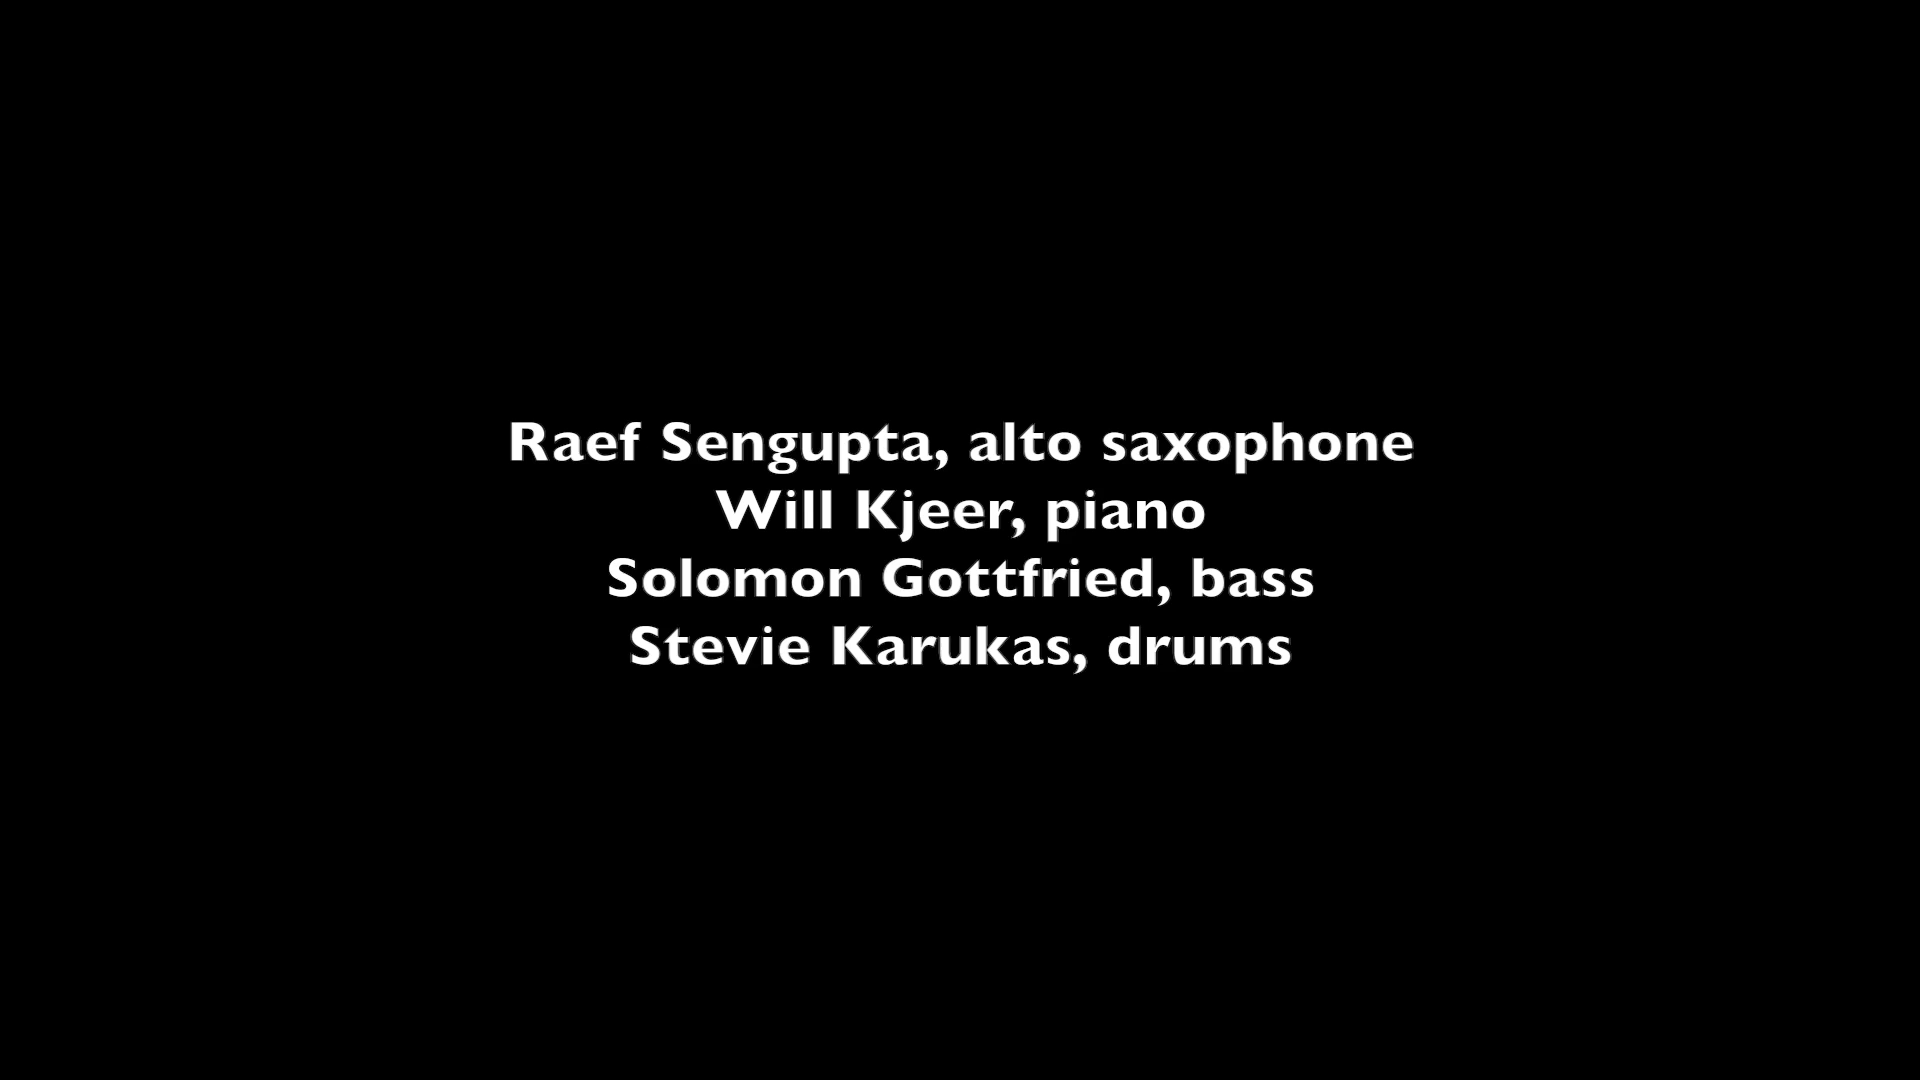 Raef Sengupta, alto saxophone
Will Kjeer, piano
Solomon Gottfried, bass
Stevie Karukas, drums